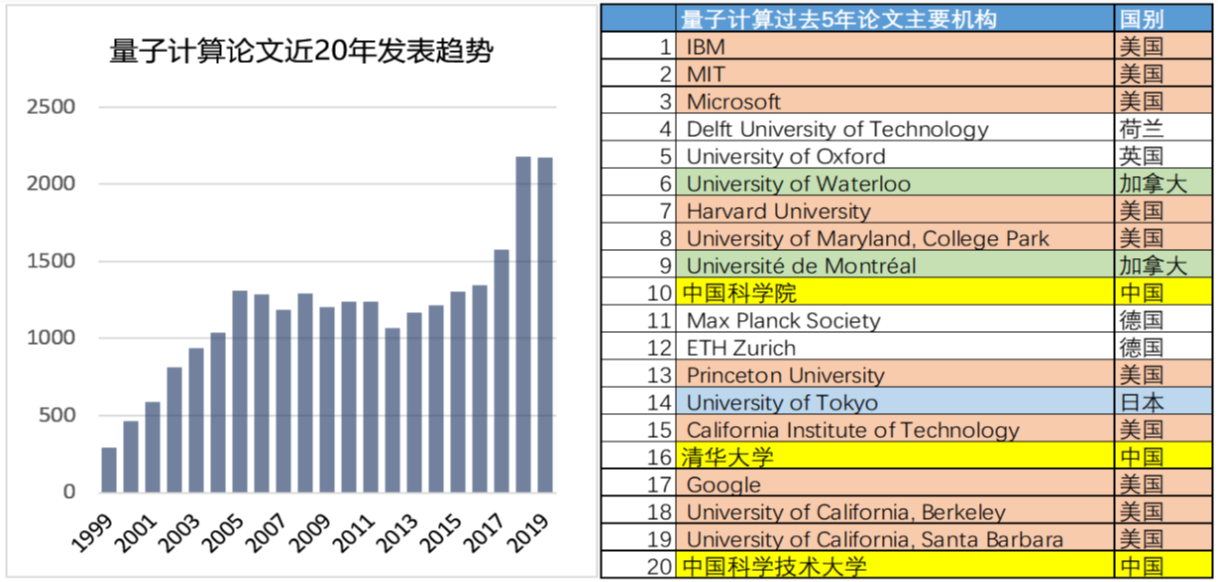 量子计算论文近20年发表趋势
2500
2000
1500
1000
500
0
1999
2001
2003
2005
2007
2009
2011
2013
2015
2017
2019
量子计算过去5年论文主要机构 国别
1 IBM 美国
2 MIT 美国
3 Microsoft 美国
4 Delft University of Technology 荷兰
5 University of Oxford 英国
6 University of Waterloo 加拿大
7 Harvard University 美国
8 University of Maryland, College Park 美国
9 Université de Montréal 加拿大
10 中国科学院 中国
11 Max Planck Society 德国
12 ETH Zurich 德国
13 Princeton University 美国
14 University of Tokyo 日本
15 California Institute of Technology 美国
16 清华大学 中国
17 Google 美国
18 University of California, Berkeley 美国
19 University of California, Santa Barbara 美国
20 中国科学技术大学 中国